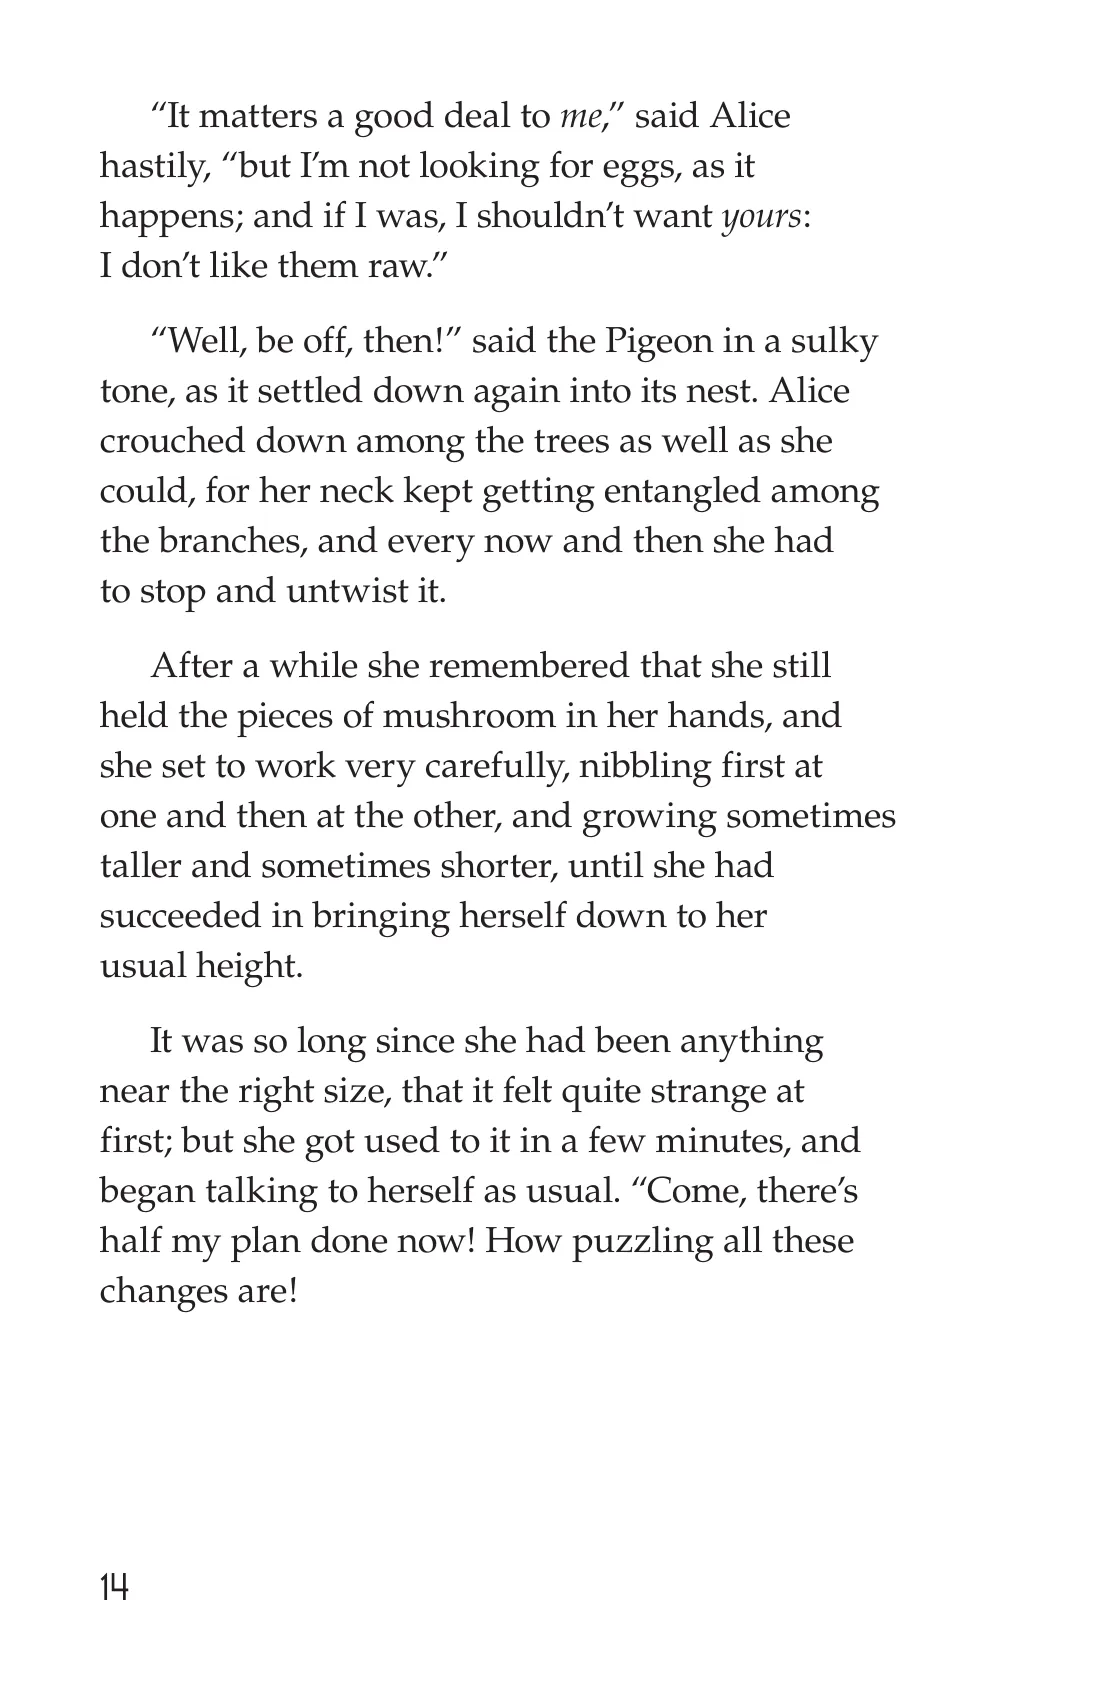 “It matters a good deal to me,” said Alice
hastily, “but I’m not looking for eggs, as it
happens; and if I was, I shouldn’t want yours:
I don’t like them raw.”
“Well, be off, then!” said the Pigeon in a sulky
tone, as it settled down again into its nest. Alice
crouched down among the trees as well as she
could, for her neck kept getting entangled among
the branches, and every now and then she had
to stop and untwist it.
After a while she remembered that she still
held the pieces of mushroom in her hands, and
she set to work very carefully, nibbling first at
one and then at the other, and growing sometimes
taller and sometimes shorter, until she had
succeeded in bringing herself down to her
usual height.
It was so long since she had been anything
near the right size, that it felt quite strange at
first; but she got used to it in a few minutes, and
began talking to herself as usual. “Come, there’s
half my plan done now! How puzzling all these
changes are!
14